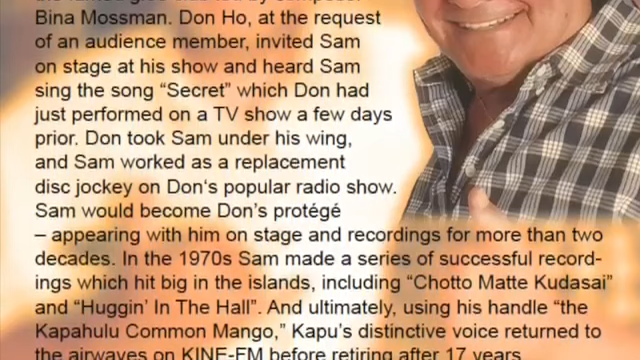 Bina Mossman. Don Ho, at the request
of an audience member, invited Sam
on stage at his show and heard Sam
sing the song “Secret” which Don had
just performed on a TV show a few days
prior. Don took Sam under his wing,
and Sam worked as a replacement
disc jockey on Don‘s popular radio show.
Sam would become Don’s protégé
– appearing with him on stage and recordings for more than two
decades. In the 1970s Sam made a series of successful record-
ings which hit big in the islands, including “Chotto Matte Kudasai”
and “Huggin’ In The Hall”. And ultimately, using his handle “the
Kapahulu Common Mango,” Kapu’s distinctive voice returned to
the airwaves on KINE-FM before retiring after 17 years